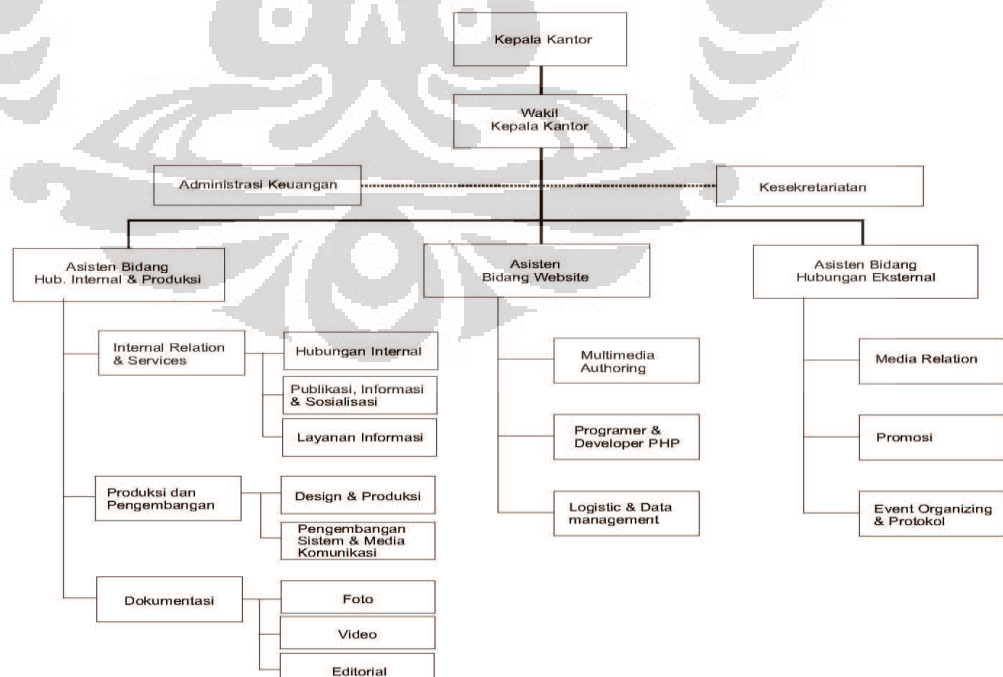 Kepala Kantor
Wakil
Kepala Kantor
Administrasi Keuangan
Kesekretariatan
Asisten Bidang
Hub. Internal & Produksi
Asisten
Bidang Website
Asisten Bidang
Hubungan Eksternal
Internal Relation
& Services
Hubungan Internal
Publikasi, Informasi
& Sosialisasi
Layanan Informasi
Produksi dan
Pengembangan
Design & Produksi
Pengembangan
Sistem & Media
Komunikasi
Dokumentasi
Foto
Video
Editorial
Multimedia
Authoring
Programer &
Developer PHP
Logistic & Data
management
Media Relation
Promosi
Event Organizing
& Protokol